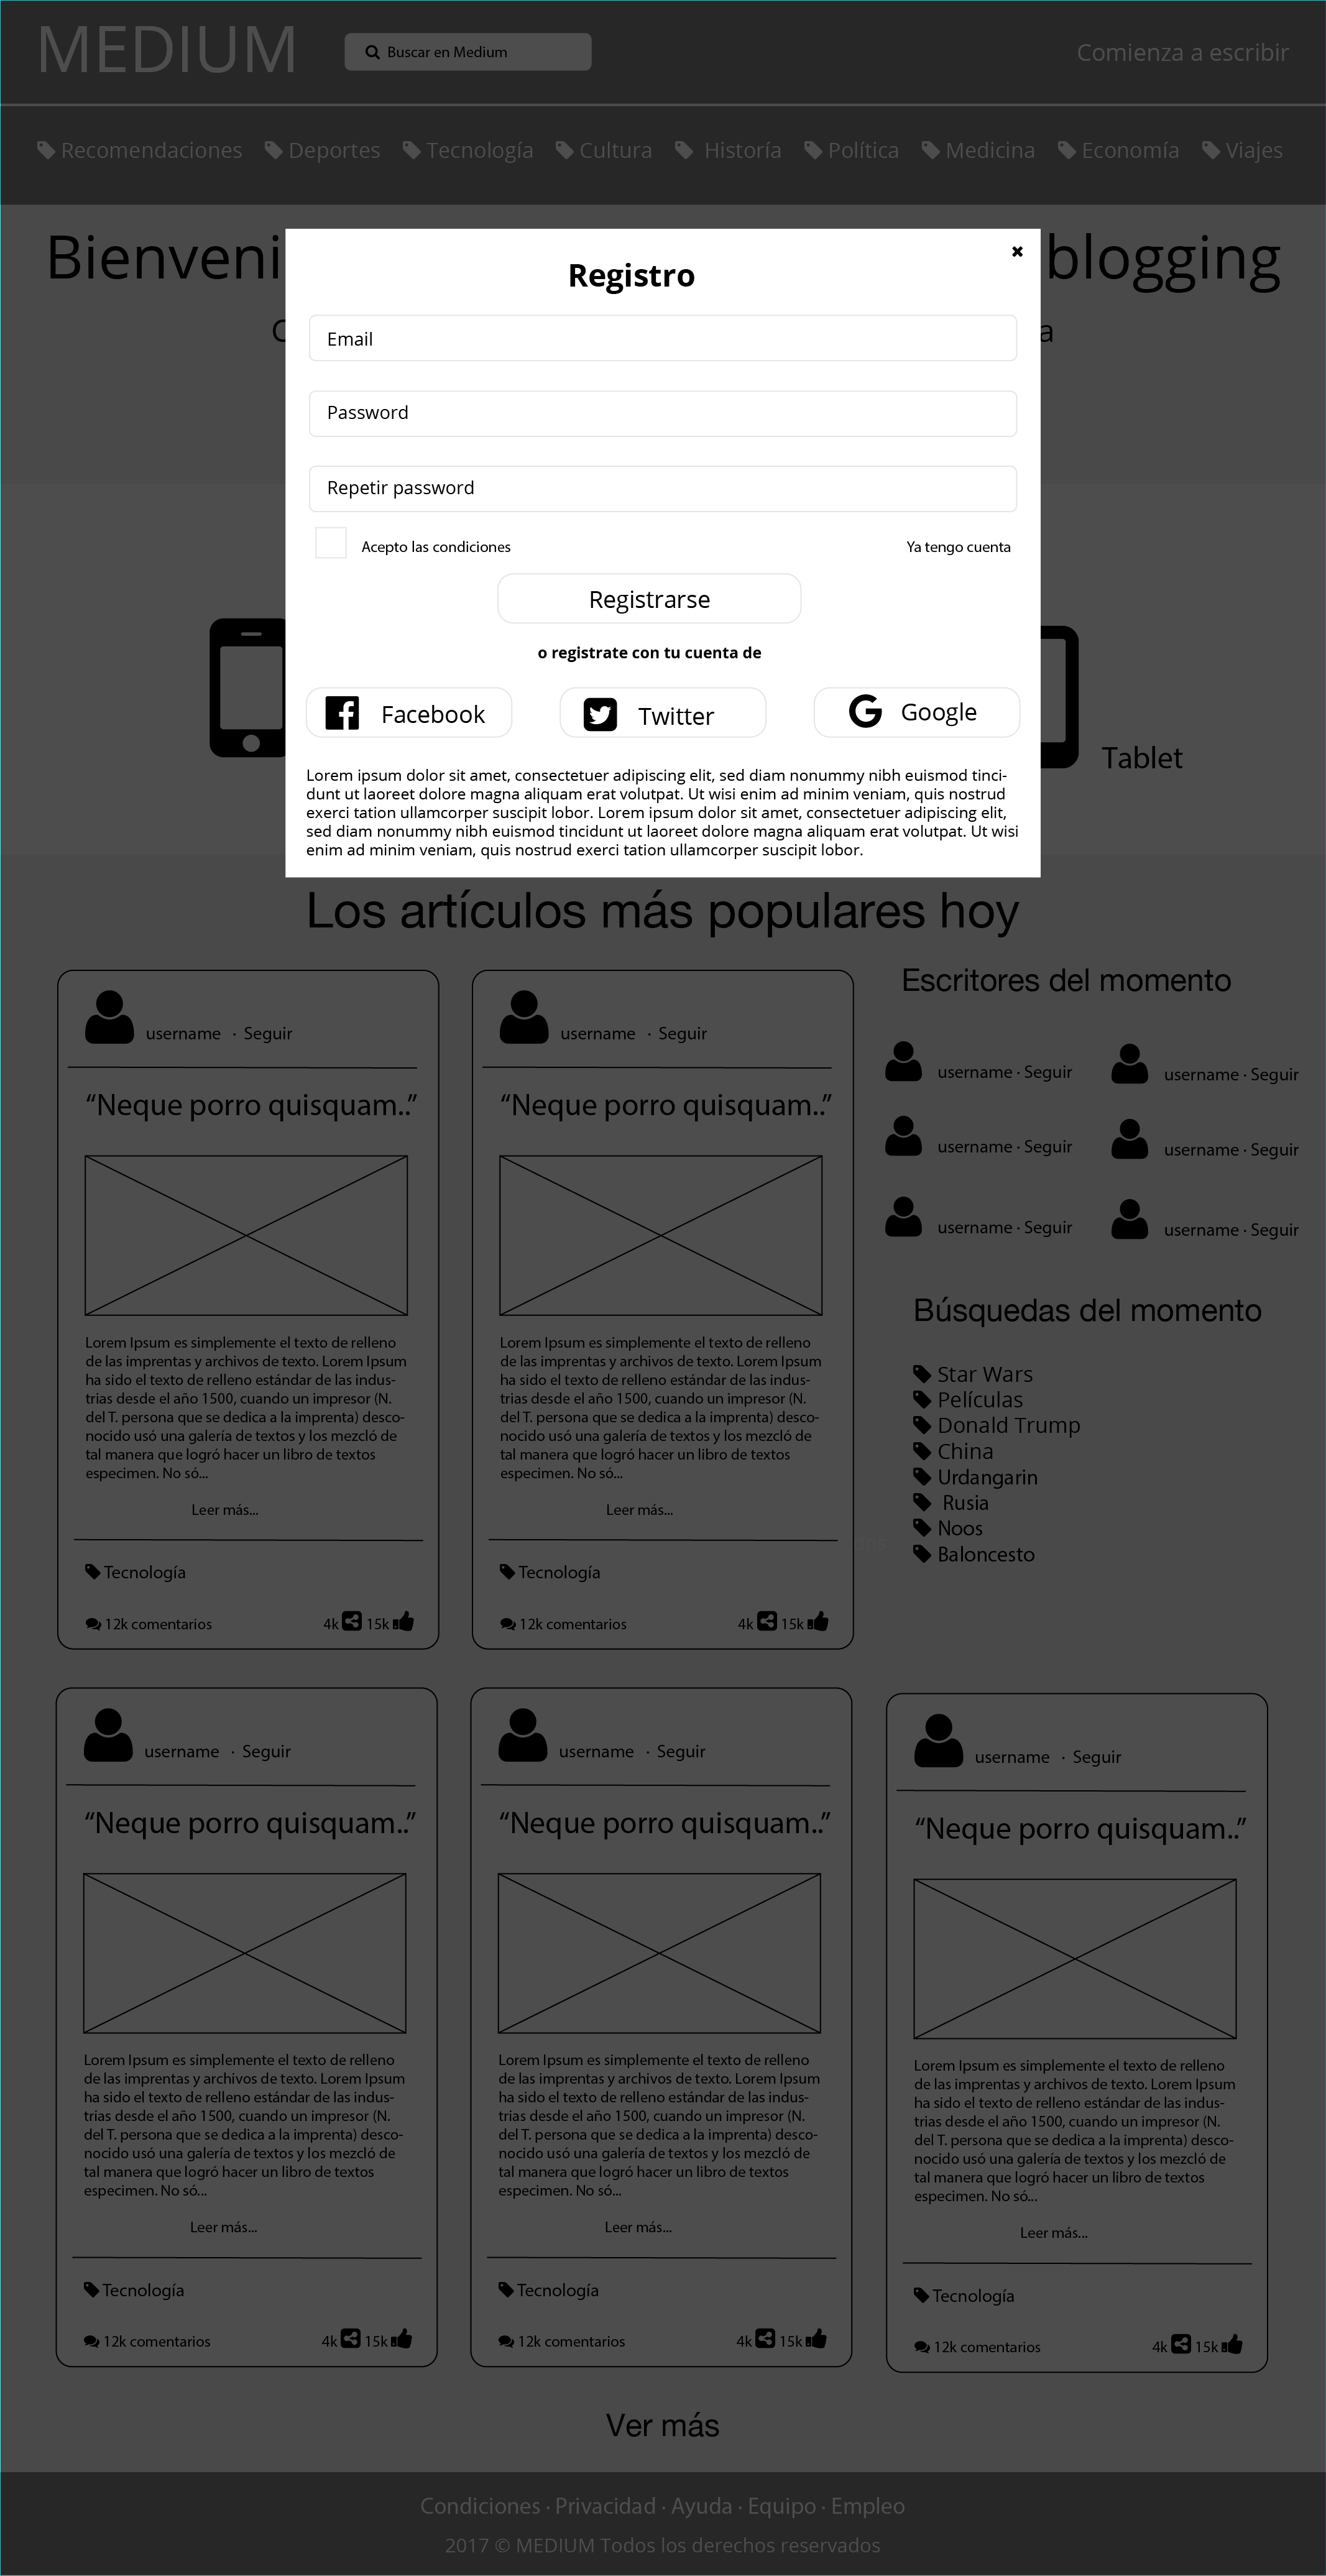 MEDIUM
Buscar en Medium
Comienza a escribir
Recomendaciones Deportes Tecnología Cultura Historía Política Medicina Economía Viajes
Bienveni
blogging
Registro
Email
Password
Repetir password
Acepto las condiciones
Ya tengo cuenta
Registrarse
o registrate con tu cuenta de
Facebook
Twitter
Google
Tablet
Lorem ipsum dolor sit amet, consectetuer adipiscing elit, sed diam nonummy nibh euismod tinci-
dunt ut laoreet dolore magna aliquam erat volutpat. Ut wisi enim ad minim veniam, quis nostrud
exerci tation ullamcorper suscipit lobor. Lorem ipsum dolor sit amet, consectetuer adipiscing elit,
sed diam nonummy nibh euismod tincidunt ut laoreet dolore magna aliquam erat volutpat. Ut wisi
enim ad minim veniam, quis nostrud exerci tation ullamcorper suscipit lobor.
Los artículos más populares hoy
username · Seguir
“Neque porro quisquam..”
Lorem Ipsum es simplemente el texto de relleno
de las imprentas y archivos de texto. Lorem Ipsum
ha sido el texto de relleno estándar de las indus-
trias desde el año 1500, cuando un impresor (N.
del T. persona que se dedica a la imprenta) desco-
nocido usó una galería de textos y los mezcló de
tal manera que logró hacer un libro de textos
especimen. No só...
Leer más...
Tecnología
12k comentarios
4k 15k
username · Seguir
“Neque porro quisquam..”
Lorem Ipsum es simplemente el texto de relleno
de las imprentas y archivos de texto. Lorem Ipsum
ha sido el texto de relleno estándar de las indus-
trias desde el año 1500, cuando un impresor (N.
del T. persona que se dedica a la imprenta) desco-
nocido usó una galería de textos y los mezcló de
tal manera que logró hacer un libro de textos
especimen. No só...
Leer más...
Tecnología
12k comentarios
4k 15k
Escritores del momento
username · Seguir
username · Seguir
username · Seguir
username · Seguir
username · Seguir
username · Seguir
Búsquedas del momento
Star Wars
Películas
Donald Trump
China
Urdangarin
Rusia
Noos
Baloncesto
username · Seguir
“Neque porro quisquam..”
Lorem Ipsum es simplemente el texto de relleno
de las imprentas y archivos de texto. Lorem Ipsum
ha sido el texto de relleno estándar de las indus-
trias desde el año 1500, cuando un impresor (N.
del T. persona que se dedica a la imprenta) desco-
nocido usó una galería de textos y los mezcló de
tal manera que logró hacer un libro de textos
especimen. No só...
Leer más...
Tecnología
12k comentarios
4k 15k
username · Seguir
“Neque porro quisquam..”
Lorem Ipsum es simplemente el texto de relleno
de las imprentas y archivos de texto. Lorem Ipsum
ha sido el texto de relleno estándar de las indus-
trias desde el año 1500, cuando un impresor (N.
del T. persona que se dedica a la imprenta) desco-
nocido usó una galería de textos y los mezcló de
tal manera que logró hacer un libro de textos
especimen. No só...
Leer más...
Tecnología
12k comentarios
4k 15k
username · Seguir
“Neque porro quisquam..”
Lorem Ipsum es simplemente el texto de relleno
de las imprentas y archivos de texto. Lorem Ipsum
ha sido el texto de relleno estándar de las indus-
trias desde el año 1500, cuando un impresor (N.
del T. persona que se dedica a la imprenta) desco-
nocido usó una galería de textos y los mezcló de
tal manera que logró hacer un libro de textos
especimen. No só...
Leer más...
Tecnología
12k comentarios
4k 15k
Ver más
Condiciones · Privacidad · Ayuda · Equipo · Empleo
2017 © MEDIUM Todos los derechos reservados